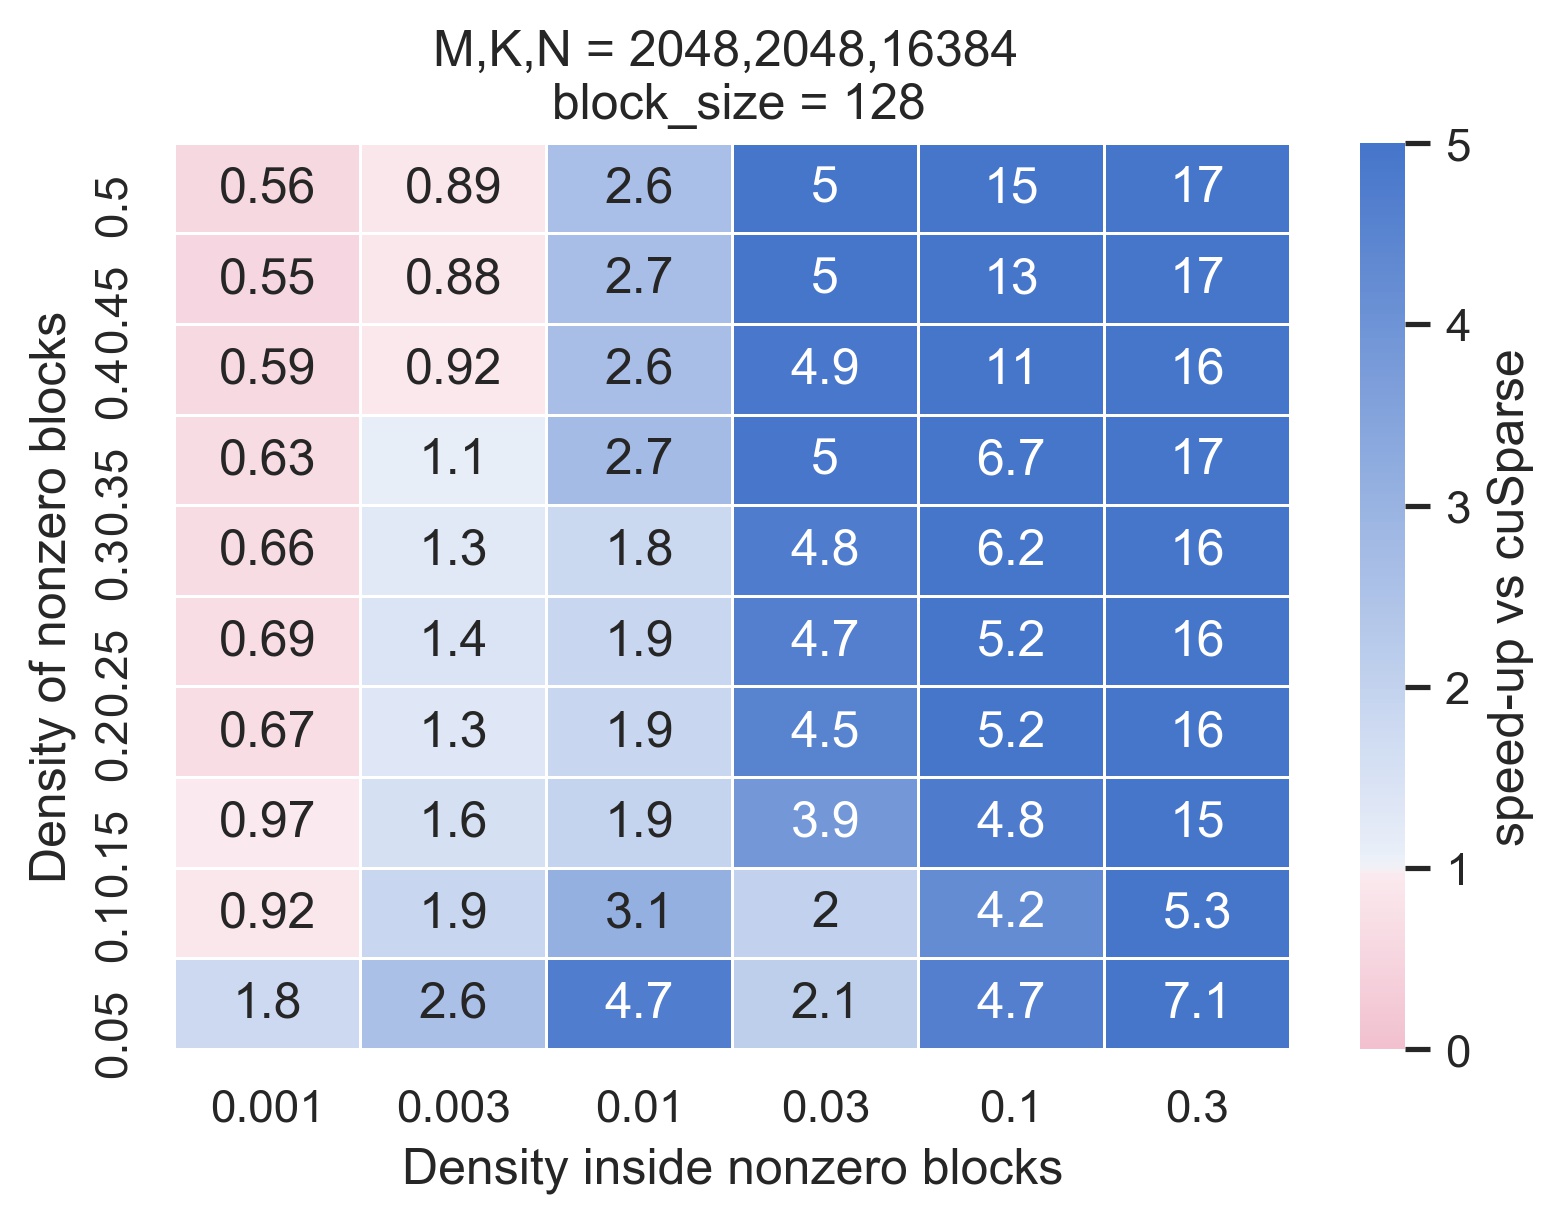 M,K,N = 2048,2048,16384
block_size = 128
Density of nonzero blocks
0.5 0.56 0.89 2.6 5 15 17
0.45 0.55 0.88 2.7 5 13 17
0.4 0.59 0.92 2.6 4.9 11 16
0.35 0.63 1.1 2.7 5 6.7 17
0.3 0.66 1.3 1.8 4.8 6.2 16
0.25 0.69 1.4 1.9 4.7 5.2 16
0.2 0.67 1.3 1.9 4.5 5.2 16
0.15 0.97 1.6 1.9 3.9 4.8 15
0.1 0.92 1.9 3.1 2 4.2 5.3
0.05 1.8 2.6 4.7 2.1 4.7 7.1
0.001 0.003 0.01 0.03 0.1 0.3
Density inside nonzero blocks
5
4
3
2
1
0
speed-up vs cuSparse